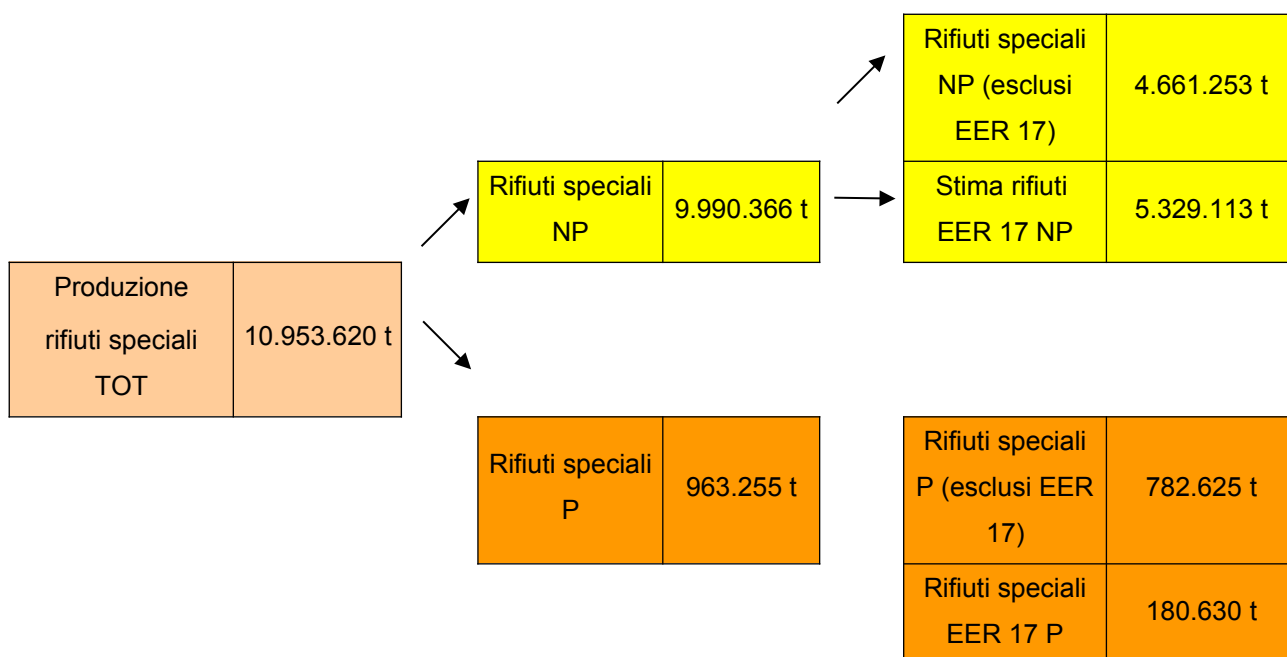 Rifiuti speciali
NP (esclusi
EER 17)
4.661.253 t
Rifiuti speciali
NP
9.990.366 t
Stima rifiuti
EER 17 NP
5.329.113 t
Produzione
rifiuti speciali
TOT
10.953.620 t
Rifiuti speciali
P
963.255 t
Rifiuti speciali
P (esclusi EER
17)
782.625 t
Rifiuti speciali
EER 17 P
180.630 t